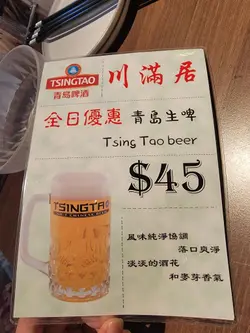 TSINGTAO
青岛啤酒
川滿居
全日優惠 青島生啤
Tsing Tao beer
$45
TSINGTAO
風味純淨協調
落口爽淨
淡淡的酒花
和麥芽香氣